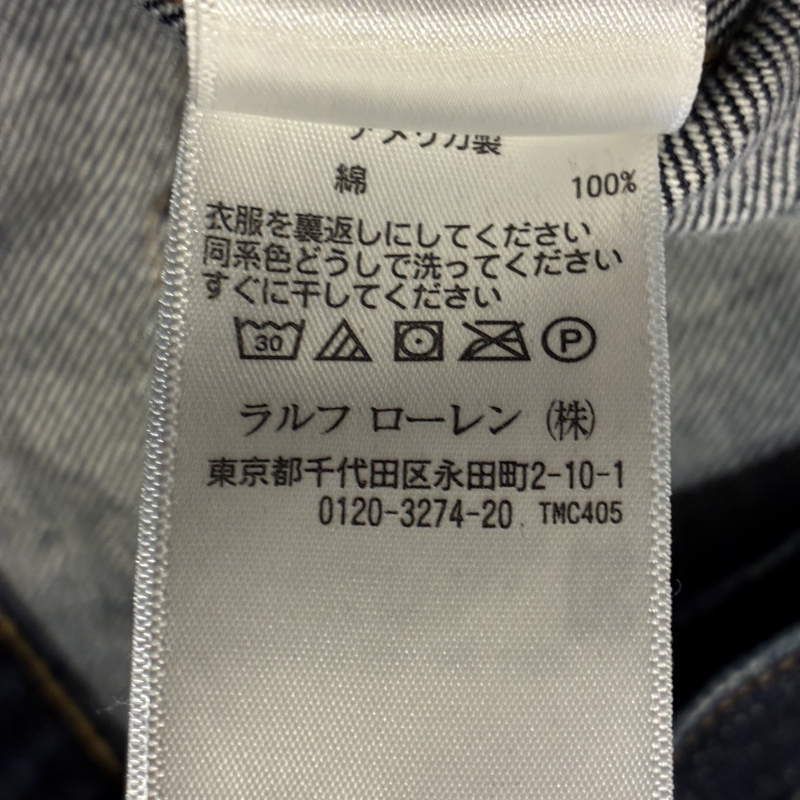 アメリカ製
綿 100%
衣服を裏返しにしてください
同系色どうしで洗ってください
すぐに干してください
30 P
ラルフ ローレン (株)
東京都千代田区永田町2-10-1
0120-3274-20 TMC405